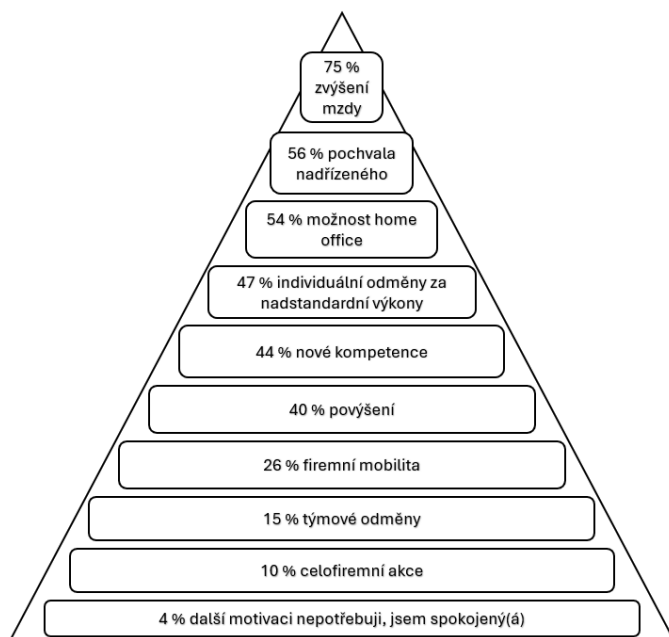 75 %
zvýšení
mzdy
56 % pochvala
nadřízeného
54 % možnost home
office
47 % individuální odměny za
nadstandardní výkony
44 % nové kompetence
40 % povýšení
26 % firemní mobilita
15 % týmové odměny
10 % celofiremní akce
4 % další motivaci nepotřebuji, jsem spokojený(á)